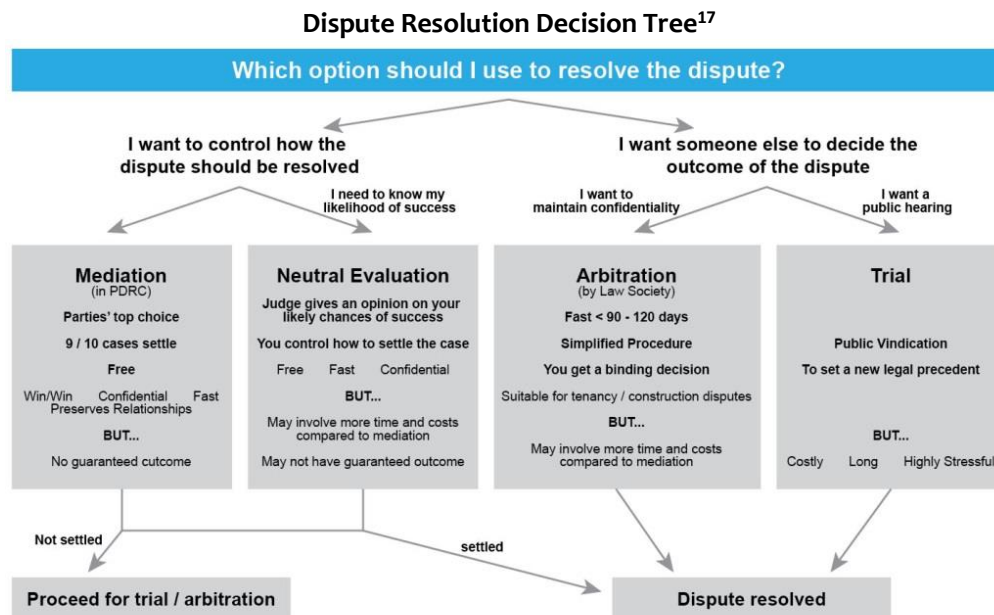 Dispute Resolution Decision Tree17
Which option should I use to resolve the dispute?
I want to control how the
dispute should be resolved
I want someone else to decide the
outcome of the dispute
I need to know my
likelihood of success
I want to
maintain confidentiality
I want a
public hearing
Mediation
(in PDRC)
Parties' top choice
9 / 10 cases settle
Free
Win/Win Confidential Fast
Preserves Relationships
BUT...
No guaranteed outcome
Neutral Evaluation
Judge gives an opinion on your
likely chances of success
You control how to settle the case
Free Fast Confidential
BUT...
May involve more time and costs
compared to mediation
May not have guaranteed outcome
Arbitration
(by Law Society)
Fast < 90 - 120 days
Simplified Procedure
You get a binding decision
Suitable for tenancy / construction disputes
BUT...
May involve more time and costs
compared to mediation
Trial
Public Vindication
To set a new legal precedent
BUT...
Costly Long Highly Stressful
Not settled
settled
Proceed for trial / arbitration
Dispute resolved